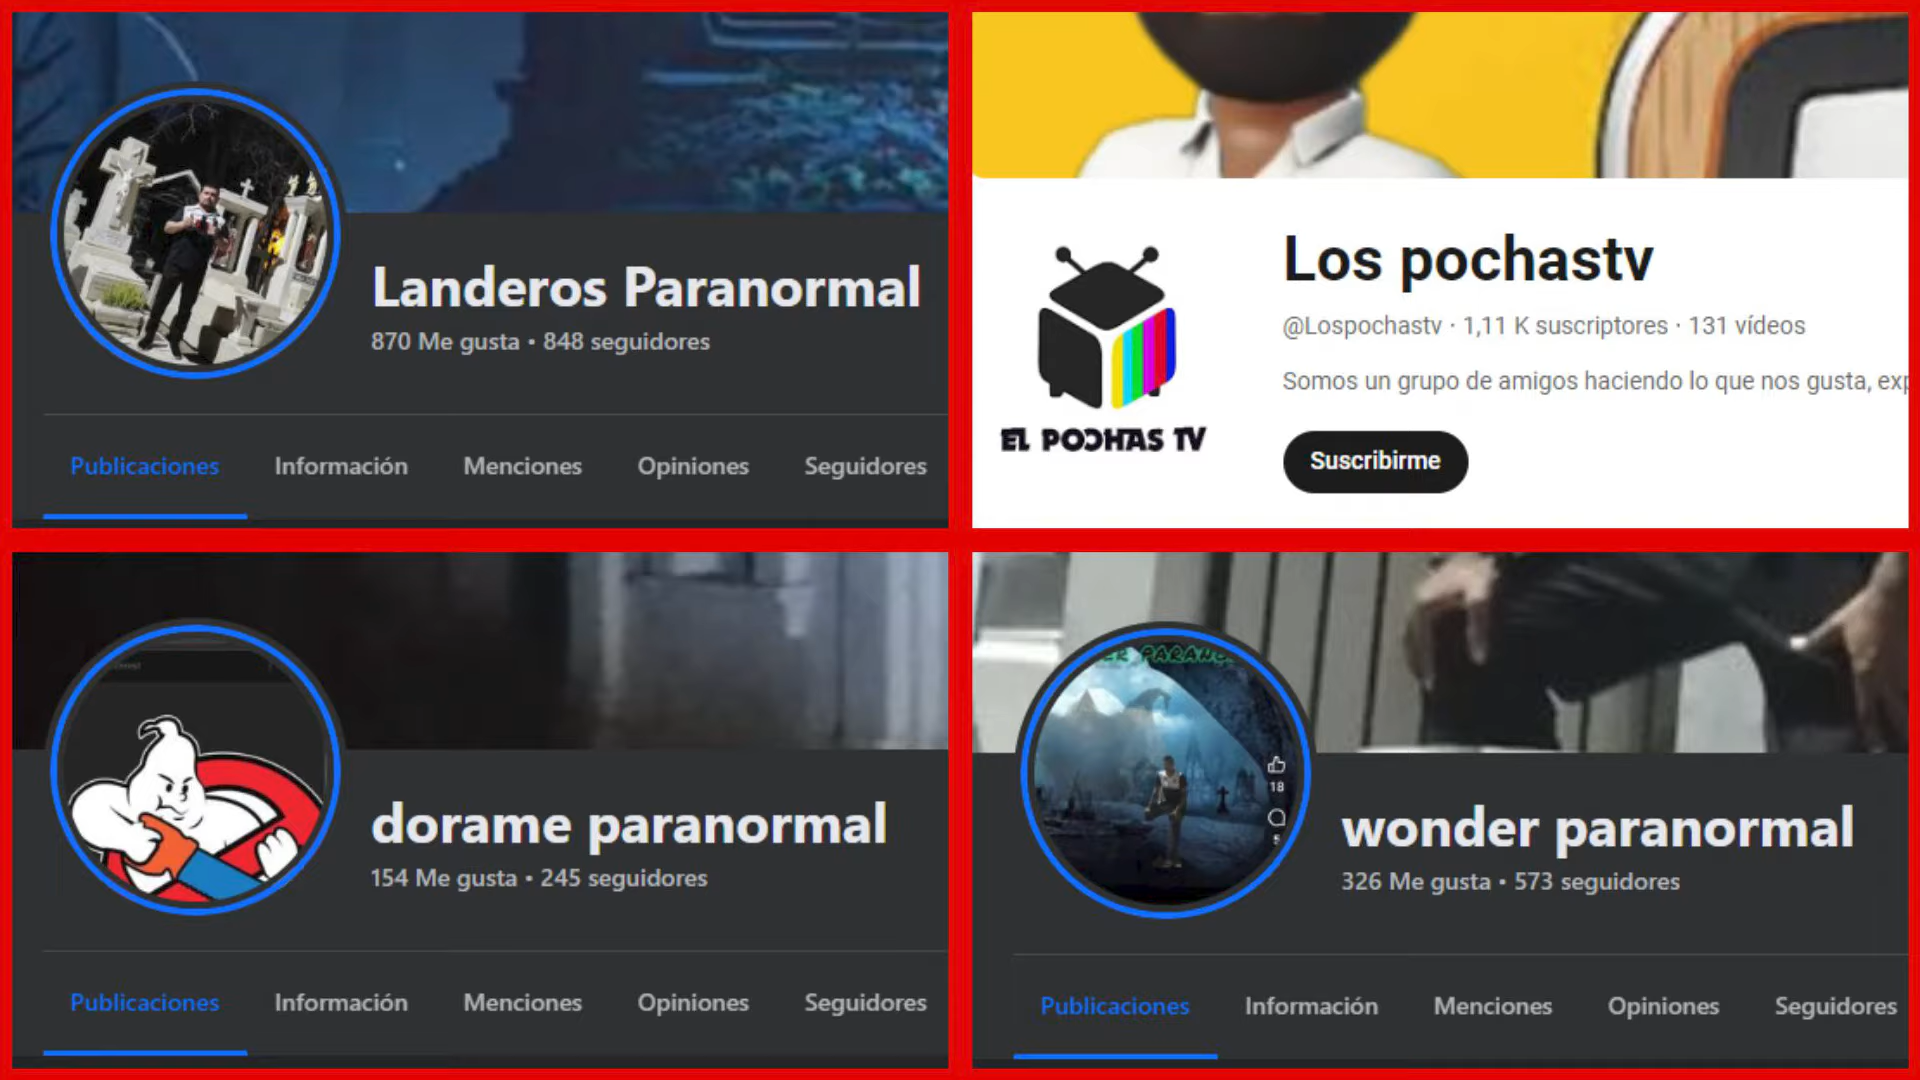 Landeros Paranormal
870 Me gusta • 848 seguidores
Publicaciones Información Menciones Opiniones Seguidores
EL POCHAS TV
Los pochastv
@Lospochastv · 1,11 K suscriptores · 131 vídeos
Somos un grupo de amigos haciendo lo que nos gusta, exp
Suscribirme
dorame paranormal
154 Me gusta • 245 seguidores
Publicaciones Información Menciones Opiniones Seguidores
ER PARANO
18
wonder paranormal
326 Me gusta • 573 seguidores
Publicaciones Información Menciones Opiniones Seguidores